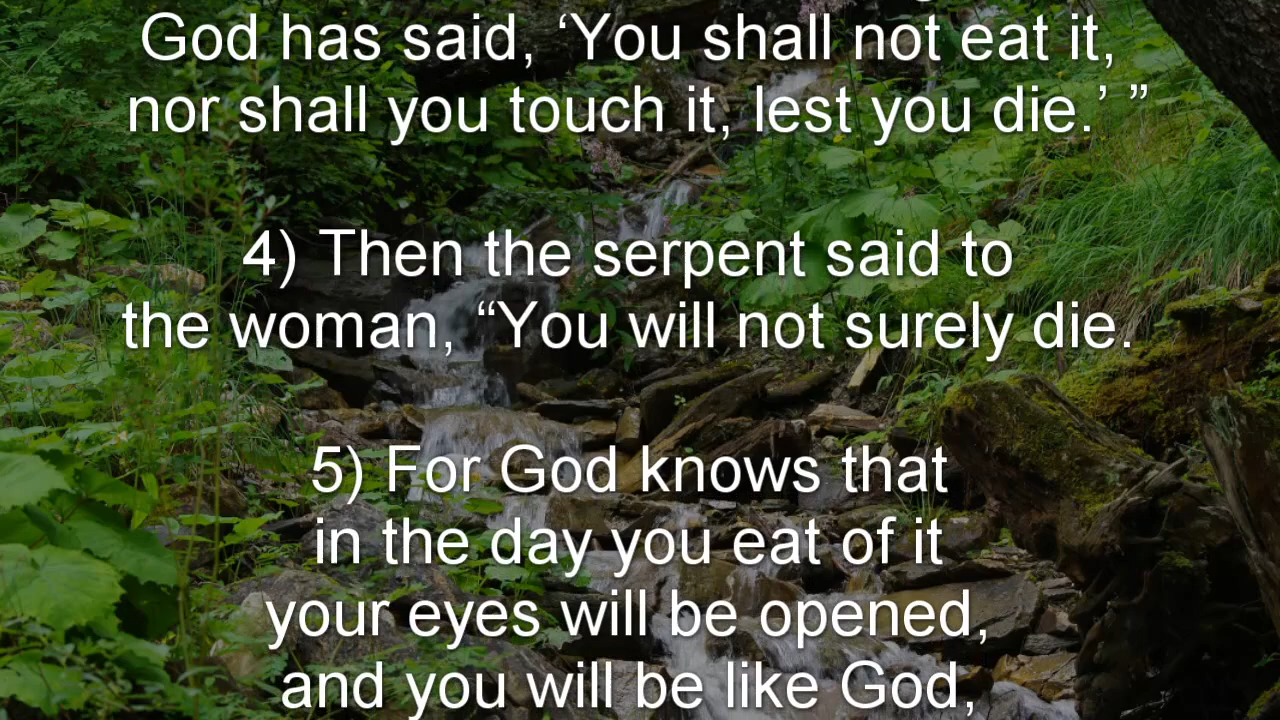 God has said, ‘You shall not eat it,
nor shall you touch it, lest you die.’ ”
4) Then the serpent said to
the woman, “You will not surely die.
5) For God knows that
in the day you eat of it
your eyes will be opened,
and you will be like God,